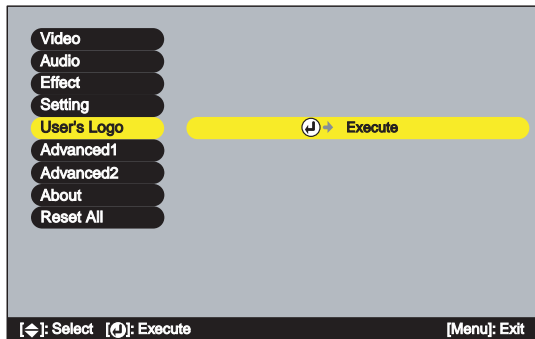 Video
Audio
Effect
Setting
User's Logo
Execute
Advanced1
Advanced2
About
Reset All
[]: Select []: Execute [Menu]: Exit